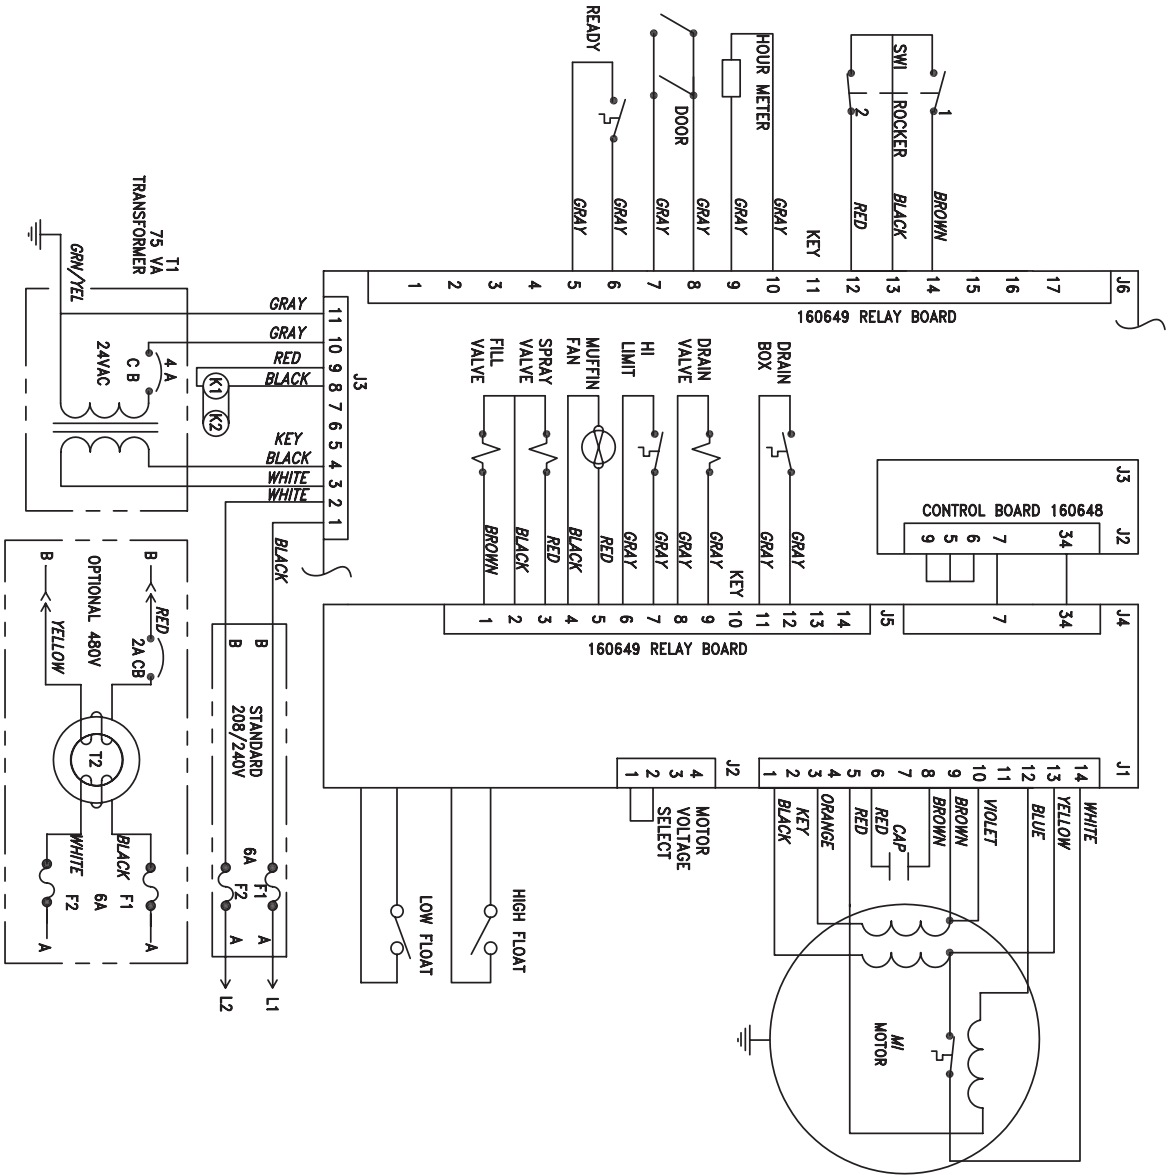 READY
DOOR
HOUR METER
SW1 ROCKER
1
2
GRAY
GRAY
GRAY
GRAY
GRAY
GRAY
KEY
RED
BLACK
BROWN
1
2
3
4
5
6
7
8
9
10
11
12
13
14
15
16
17
J6
160649 RELAY BOARD
T1
75 VA
TRANSFORMER
GRN/YEL
24VAC
4 A
C B
K1
K2
GRAY
GRAY
RED
BLACK
KEY
BLACK
WHITE
WHITE
BLACK
11
10
9
8
7
6
5
4
3
2
1
J3
FILL
VALVE
SPRAY
VALVE
MUFFIN
FAN
HI
LIMIT
DRAIN
VALVE
DRAIN
BOX
BROWN
BLACK
RED
BLACK
RED
GRAY
GRAY
GRAY
GRAY
KEY
GRAY
GRAY
1
2
3
4
5
6
7
8
9
10
11
12
13
14
J5
160649 RELAY BOARD
J3
CONTROL BOARD 160648
9
5
6
7
34
J2
7
34
J4
B
B
OPTIONAL 480V
RED
YELLOW
2A CB
T2
WHITE
BLACK
F2
6A
F1
A
A
B
B
STANDARD
208/240V
6A
F1
F2
A
A
L1
L2
LOW FLOAT
HIGH FLOAT
1
2
3
4
J2
MOTOR
VOLTAGE
SELECT
1
2
3
4
5
6
7
8
9
10
11
12
13
14
J1
BLACK
KEY
ORANGE
RED
RED
CAP
BROWN
BROWN
VIOLET
BLUE
YELLOW
WHITE
M1
MOTOR